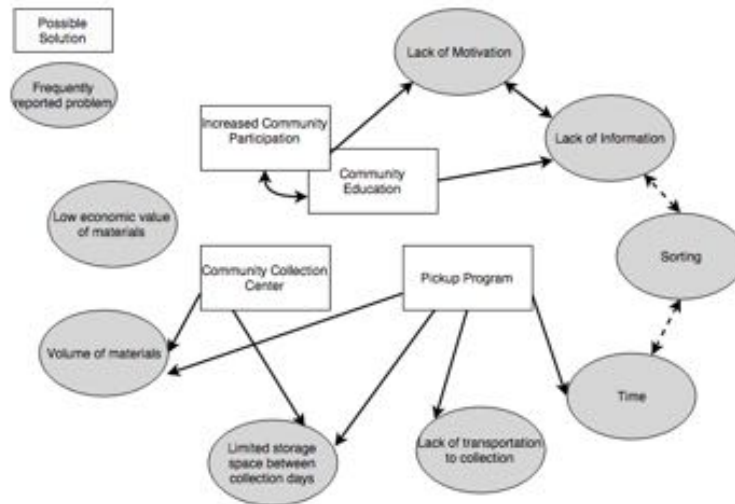 Possible
Solution
Frequently
reported problem
Lack of Motivation
Increased Community
Participation
Lack of Information
Community
Education
Low economic value
of materials
Community Collection
Center
Pickup Program
Sorting
Volume of materials
Time
Limited storage
space between
collection days
Lack of transportation
to collection